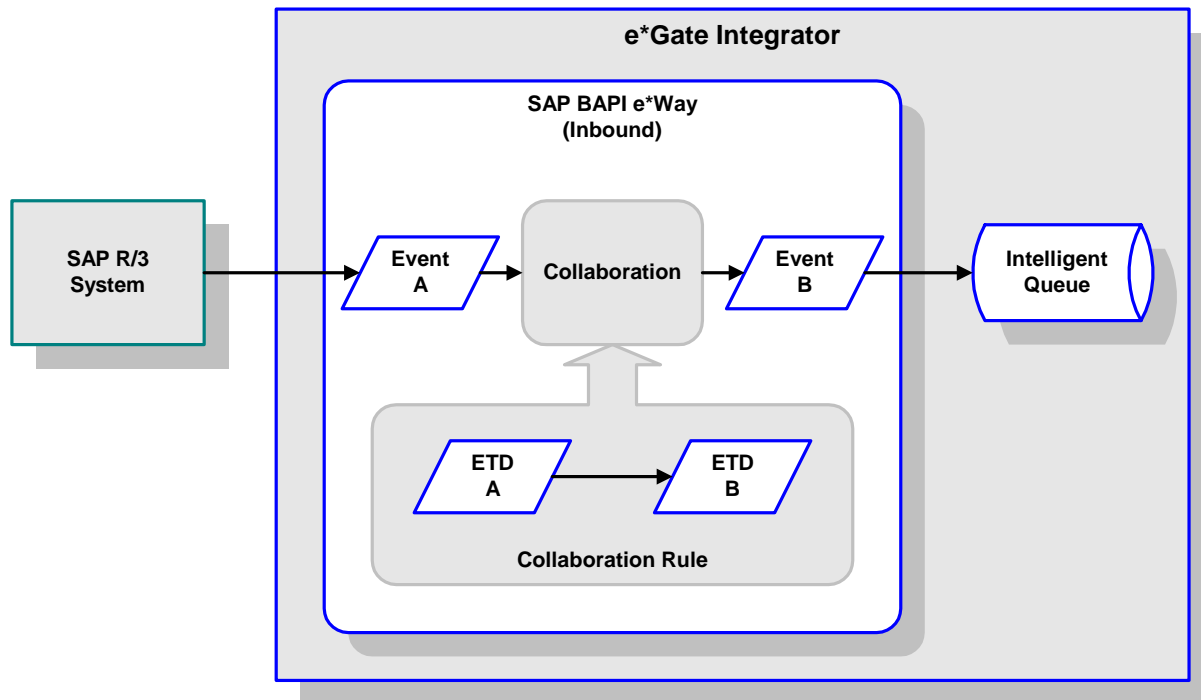 e*Gate Integrator
SAP BAPI e*Way
(Inbound)
SAP R/3
System
Event
A
Collaboration
Event
B
Intelligent
Queue
ETD
A
ETD
B
Collaboration Rule